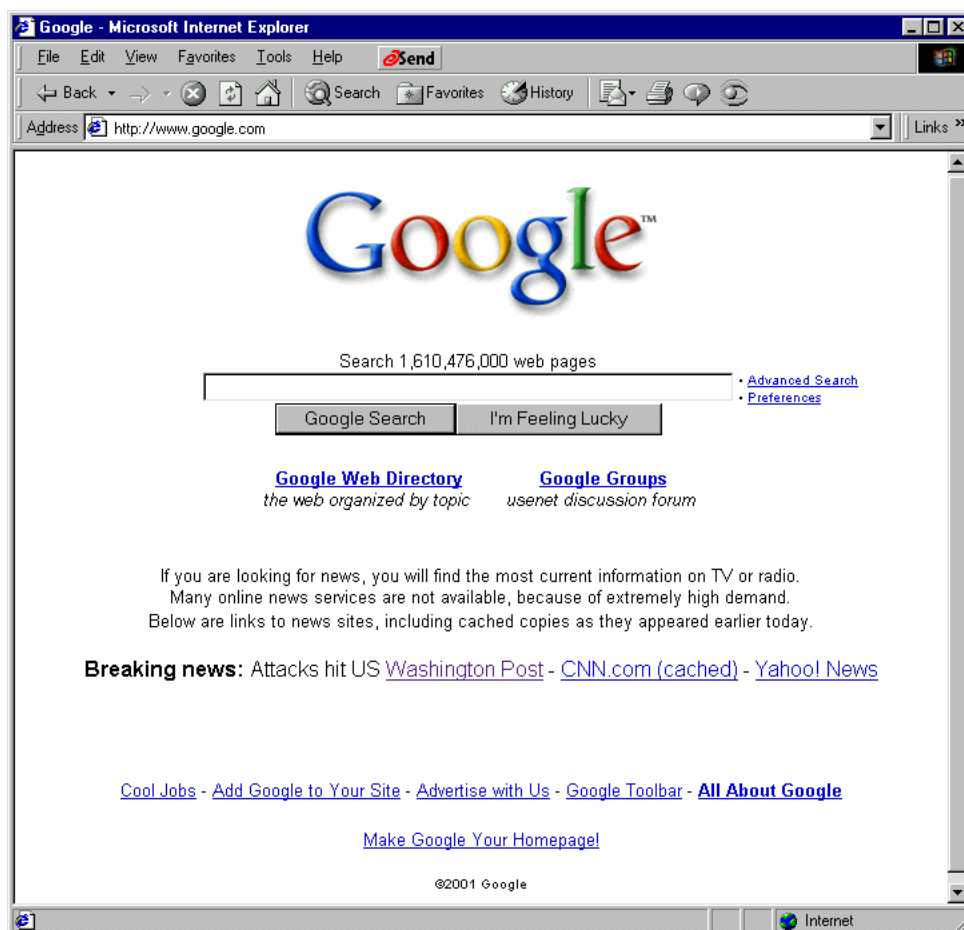 Google - Microsoft Internet Explorer
File Edit View Favorites Tools Help eSend
Back Search Favorites History
Address http://www.google.com Links »
Google™
Search 1,610,476,000 web pages
• Advanced Search
• Preferences
Google Search I'm Feeling Lucky
Google Web Directory Google Groups
the web organized by topic usenet discussion forum
If you are looking for news, you will find the most current information on TV or radio.
Many online news services are not available, because of extremely high demand.
Below are links to news sites, including cached copies as they appeared earlier today.
Breaking news: Attacks hit US Washington Post - CNN.com (cached) - Yahoo! News
Cool Jobs - Add Google to Your Site - Advertise with Us - Google Toolbar - All About Google
Make Google Your Homepage!
©2001 Google
Internet